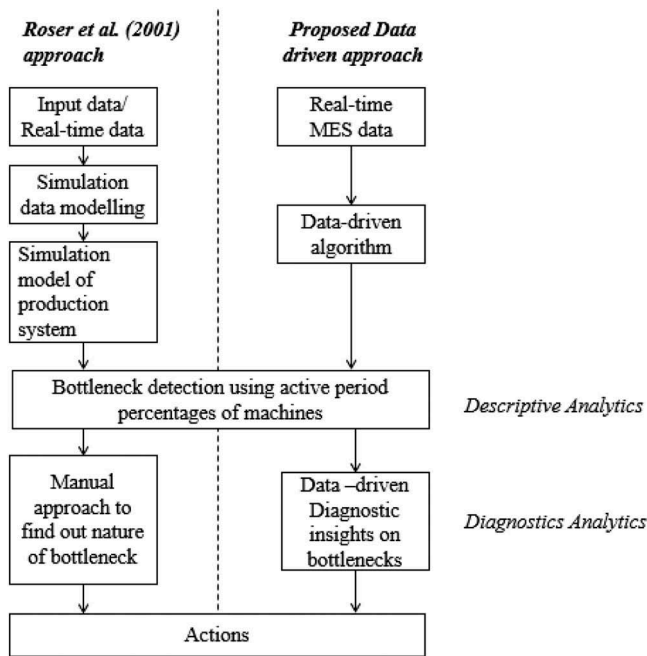 Roser et al. (2001)
approach
Proposed Data
driven approach
Input data/
Real-time data
Real-time
MES data
Simulation
data modelling
Data-driven
algorithm
Simulation
model of
production
system
Bottleneck detection using active period
percentages of machines
Descriptive Analytics
Manual
approach to
find out nature
of bottleneck
Data –driven
Diagnostic
insights on
bottlenecks
Diagnostics Analytics
Actions